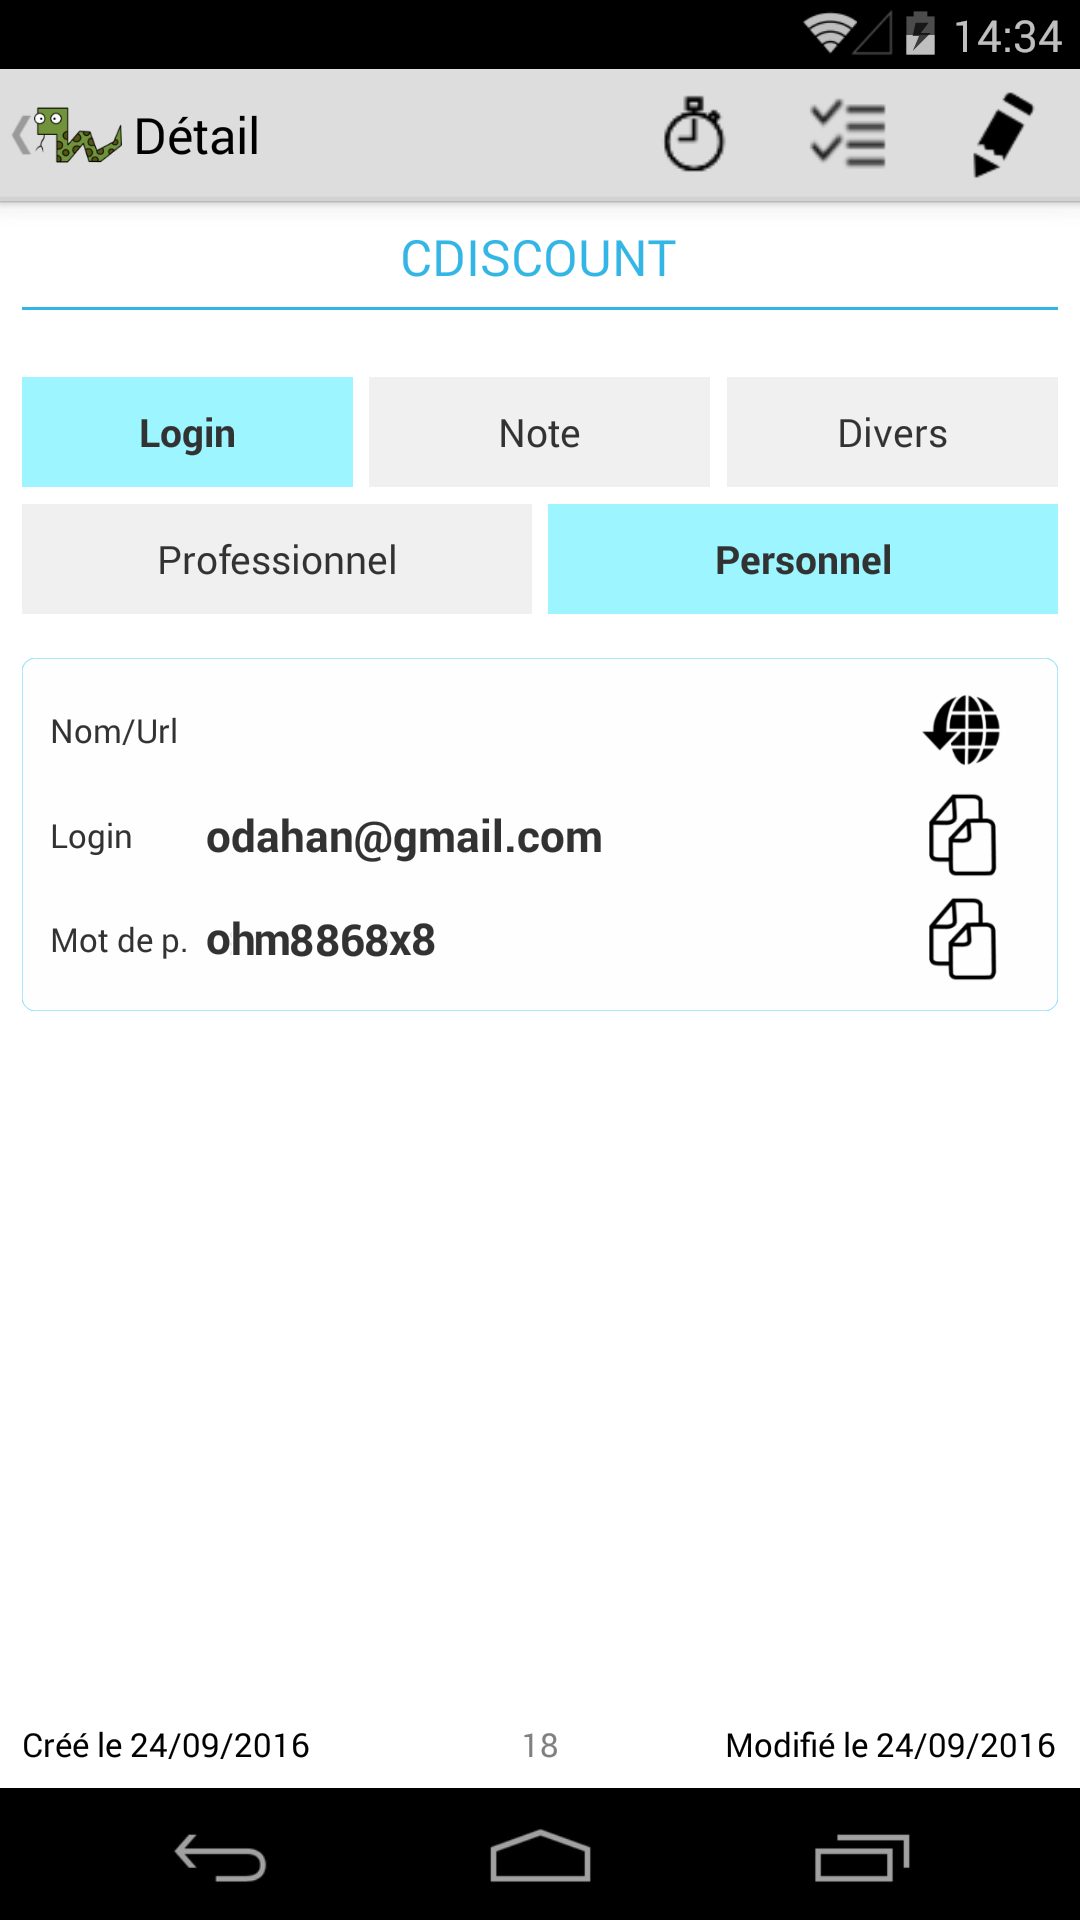 14:34
Détail
CDISCOUNT
Login Note Divers
Professionnel Personnel
Nom/Url
Login odahan@gmail.com
Mot de p. ohm8868x8
Créé le 24/09/2016 18 Modifié le 24/09/2016